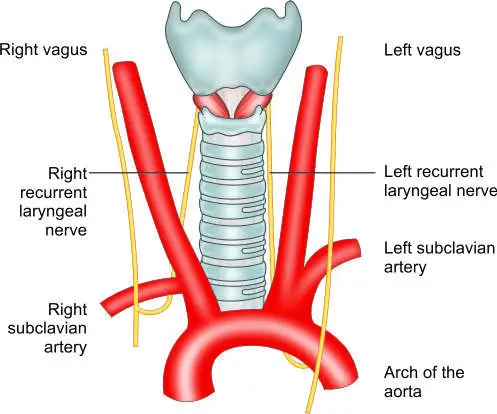 Right vagus
Left vagus
Right
recurrent
laryngeal
nerve
Left recurrent
laryngeal nerve
Left subclavian
artery
Right
subclavian
artery
Arch of the
aorta